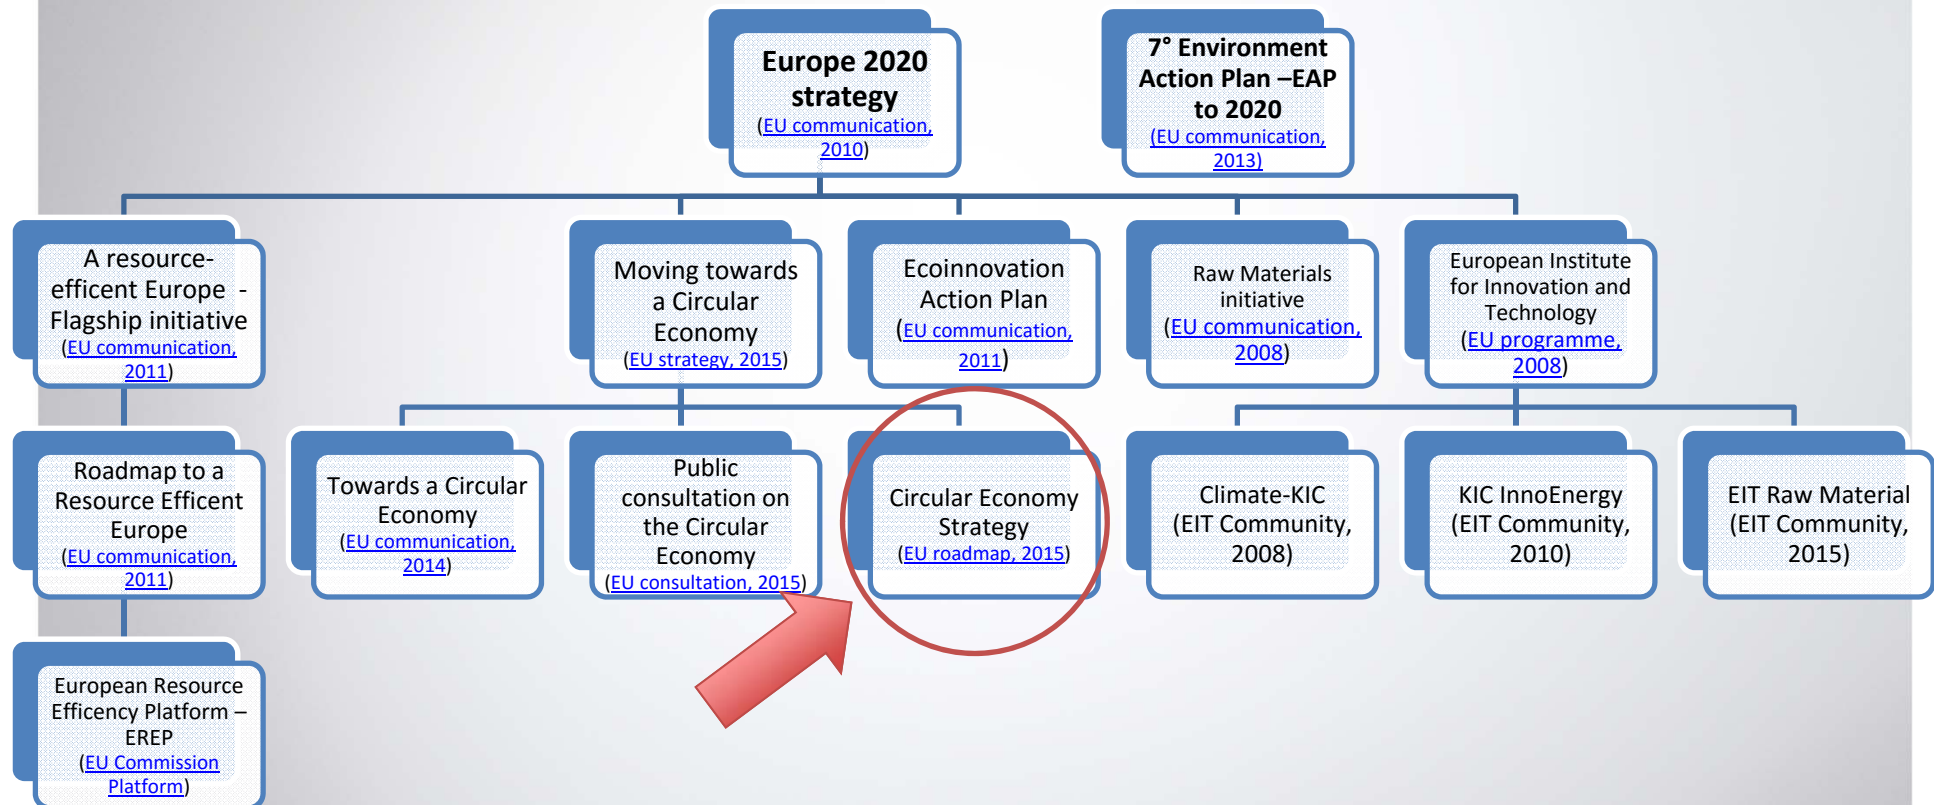 Europe 2020
strategy
(EU communication,
2010)
7° Environment
Action Plan –EAP
to 2020
(EU communication,
2013)
A resource-
efficent Europe -
Flagship initiative
(EU communication,
2011)
Moving towards
a Circular
Economy
(EU strategy, 2015)
Ecoinnovation
Action Plan
(EU communication,
2011)
Raw Materials
initiative
(EU communication,
2008)
European Institute
for Innovation and
Technology
(EU programme,
2008)
Roadmap to a
Resource Efficent
Europe
(EU communication,
2011)
Towards a Circular
Economy
(EU communication,
2014)
Public
consultation on
the Circular
Economy
(EU consultation, 2015)
Circular Economy
Strategy
(EU roadmap, 2015)
Climate-KIC
(EIT Community,
2008)
KIC InnoEnergy
(EIT Community,
2010)
EIT Raw Material
(EIT Community,
2015)
European Resource
Efficency Platform –
EREP
(EU Commission
Platform)